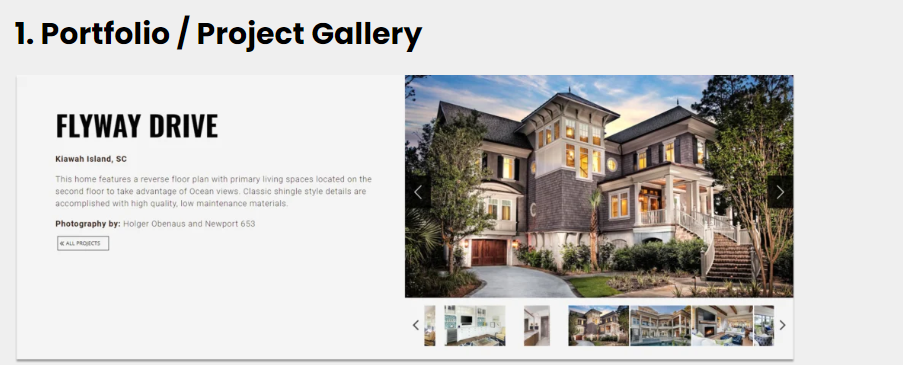 1. Portfolio / Project Gallery
FLYWAY DRIVE
Kiawah Island, SC
This home features a reverse floor plan with primary living spaces located on the
second floor to take advantage of Ocean views. Classic shingle style details are
accomplished with high quality, low maintenance materials.
Photography by: Holger Obenaus and Newport 653
« ALL PROJECTS